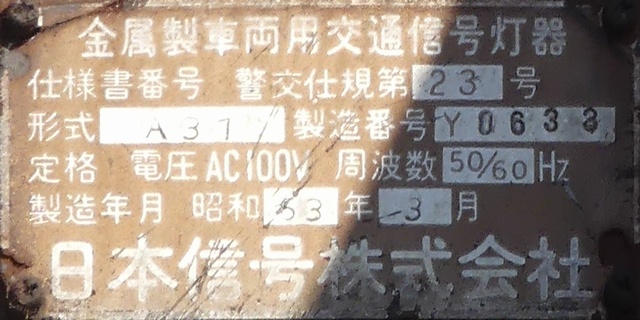 金属製車両用交通信号灯器
仕様書番号 警交仕規第 23 号
形式 A31 製造番号 Y 0633
定格 電圧 AC100V 周波数 50/60 Hz
製造年月 昭和 53 年 3 月
日本信号株式会社